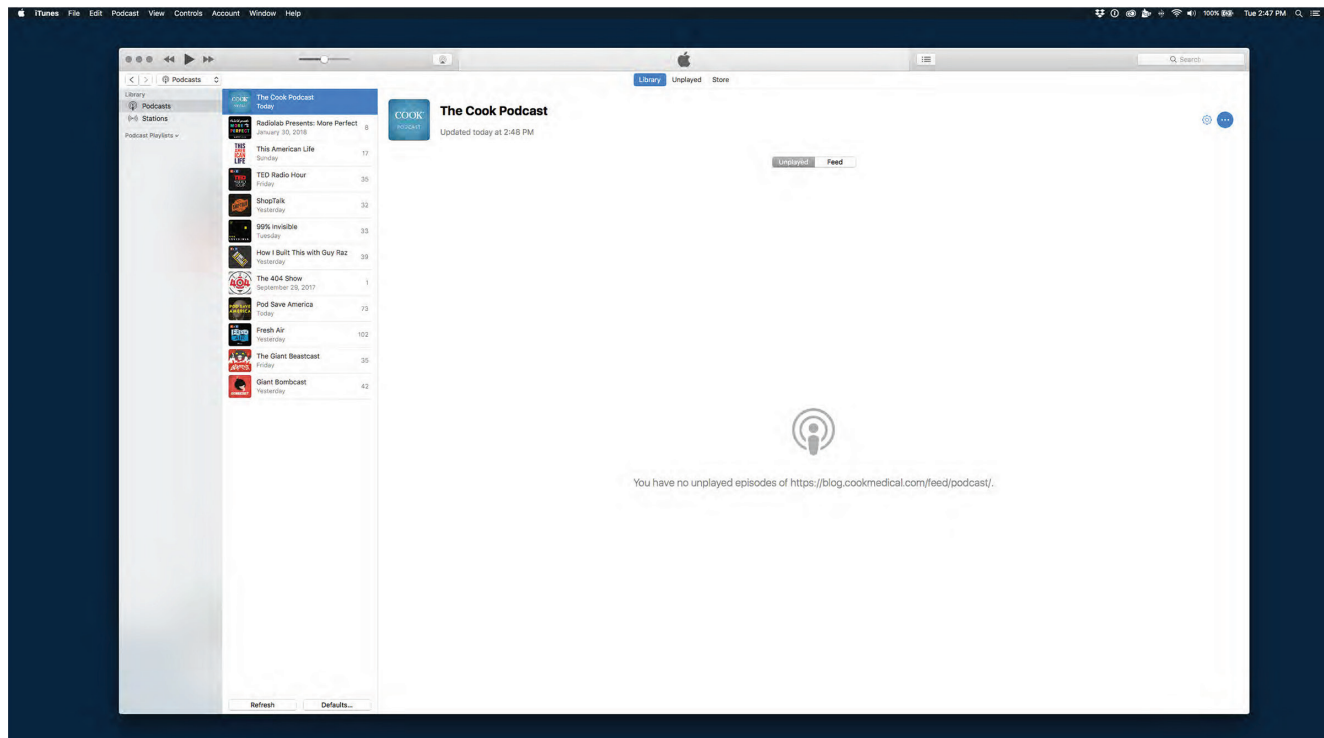 iTunes File Edit Podcast View Controls Account Window Help
100% Tue 2:47 PM
Search
Podcasts
Library Unplayed Store
Library
Podcasts
Stations
Podcast Playlists
The Cook Podcast
Today
Radiolab Presents: More Perfect 8
January 30, 2018
This American Life 17
Sunday
TED Radio Hour 35
Friday
ShopTalk 32
Yesterday
99% Invisible 33
Tuesday
How I Built This with Guy Raz 39
Yesterday
The 404 Show 1
September 29, 2017
Pod Save America 73
Today
Fresh Air 102
Yesterday
The Giant Beastcast 35
Friday
Giant Bombcast 42
Yesterday
Refresh Defaults...
COOK
PODCAST
The Cook Podcast
Updated today at 2:48 PM
Unplayed Feed
You have no unplayed episodes of https://blog.cookmedical.com/feed/podcast/.